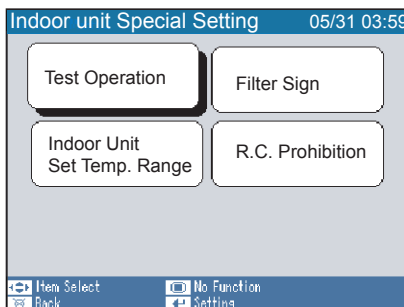 Indoor unit Special Setting 05/31 03:59
Test Operation
Filter Sign
Indoor Unit
Set Temp. Range
R.C. Prohibition
Item Select No Function
Back Setting